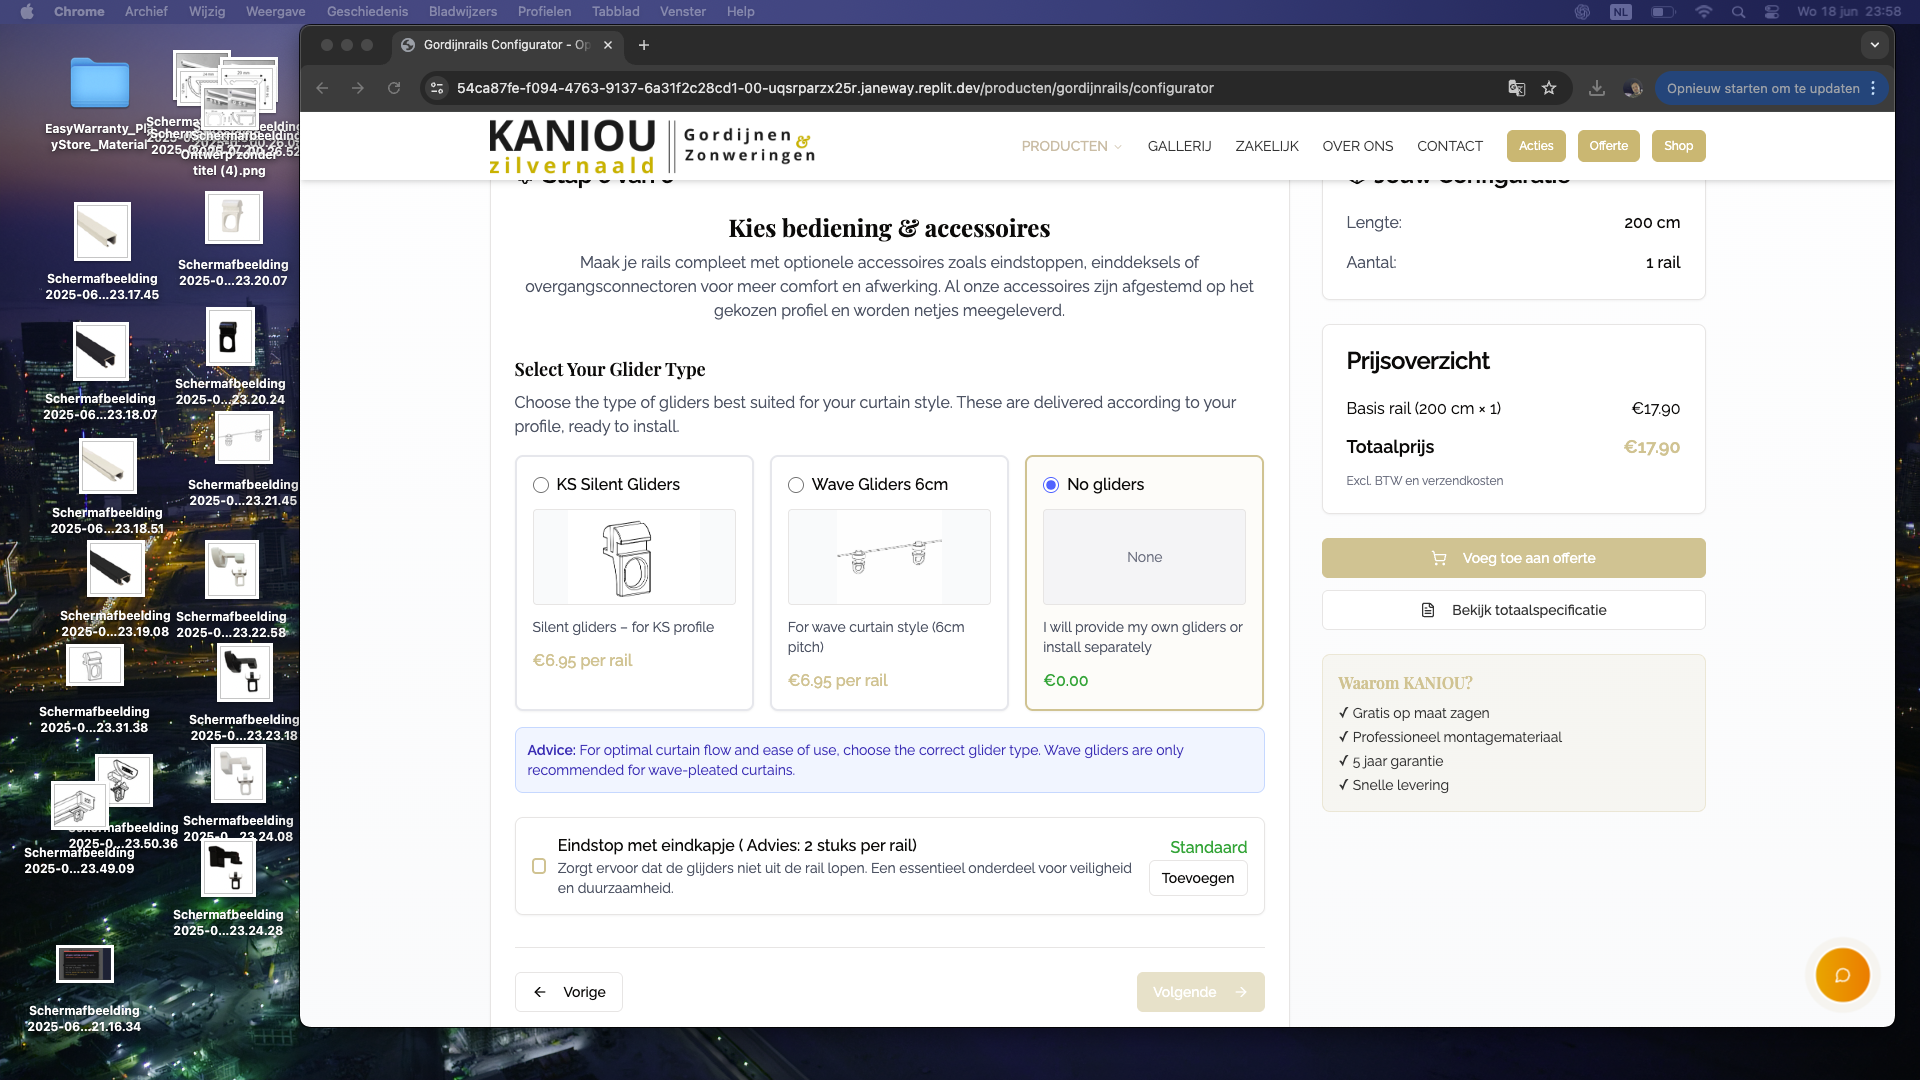 Chrome Archief Wijzig Weergave Geschiedenis Bladwijzers Profielen Tabblad Venster Help
NL Wo 18 jun 23:58
Gordijnrails Configurator - Op
54ca87fe-f094-4763-9137-6a31f2c28cd1-00-uqsrparzx25r.janeway.replit.dev/producten/gordijnrails/configurator
Opnieuw starten om te updaten
KANIOU
zilvernaald
Gordijnen &
Zonweringen
PRODUCTEN GALLERIJ ZAKELIJK OVER ONS CONTACT Acties Offerte Shop
Kies bediening & accessoires
Maak je rails compleet met optionele accessoires zoals eindstoppen, einddeksels of
overgangsconnectoren voor meer comfort en afwerking. Al onze accessoires zijn afgestemd op het
gekozen profiel en worden netjes meegeleverd.
Select Your Glider Type
Choose the type of gliders best suited for your curtain style. These are delivered according to your
profile, ready to install.
KS Silent Gliders
Silent gliders – for KS profile
€6.95 per rail
Wave Gliders 6cm
For wave curtain style (6cm
pitch)
€6.95 per rail
No gliders
None
I will provide my own gliders or
install separately
€0.00
Advice: For optimal curtain flow and ease of use, choose the correct glider type. Wave gliders are only
recommended for wave-pleated curtains.
Eindstop met eindkapje ( Advies: 2 stuks per rail)
Zorgt ervoor dat de glijders niet uit de rail lopen. Een essentieel onderdeel voor veiligheid
en duurzaamheid.
Standaard
Toevoegen
Vorige
Volgende
Jouw Configuratie
Lengte: 200 cm
Aantal: 1 rail
Prijsoverzicht
Basis rail (200 cm × 1) €17.90
Totaalprijs €17.90
Excl. BTW en verzendkosten
Voeg toe aan offerte
Bekijk totaalspecificatie
Waarom KANIOU?
✓ Gratis op maat zagen
✓ Professioneel montagemateriaal
✓ 5 jaar garantie
✓ Snelle levering
EasyWarranty_Pl
yStore_Material
Ontwerp zonder
titel (4).png
Schermafbeelding
2025-06...23.17.45
Schermafbeelding
2025-0...23.20.07
Schermafbeelding
2025-06...23.18.07
Schermafbeelding
2025-0...23.20.24
Schermafbeelding
2025-0...23.21.45
Schermafbeelding
2025-06...23.18.51
Schermafbeelding
2025-0...23.19.08
Schermafbeelding
2025-0...23.22.58
Schermafbeelding
2025-06...23.31.38
Schermafbeelding
2025-0...23.23.18
Schermafbeelding
2025-0...23.24.08
2025-0...23.50.36
Schermafbeelding
2025-06...23.49.09
Schermafbeelding
2025-0...23.24.28
Schermafbeelding
2025-06...21.16.34